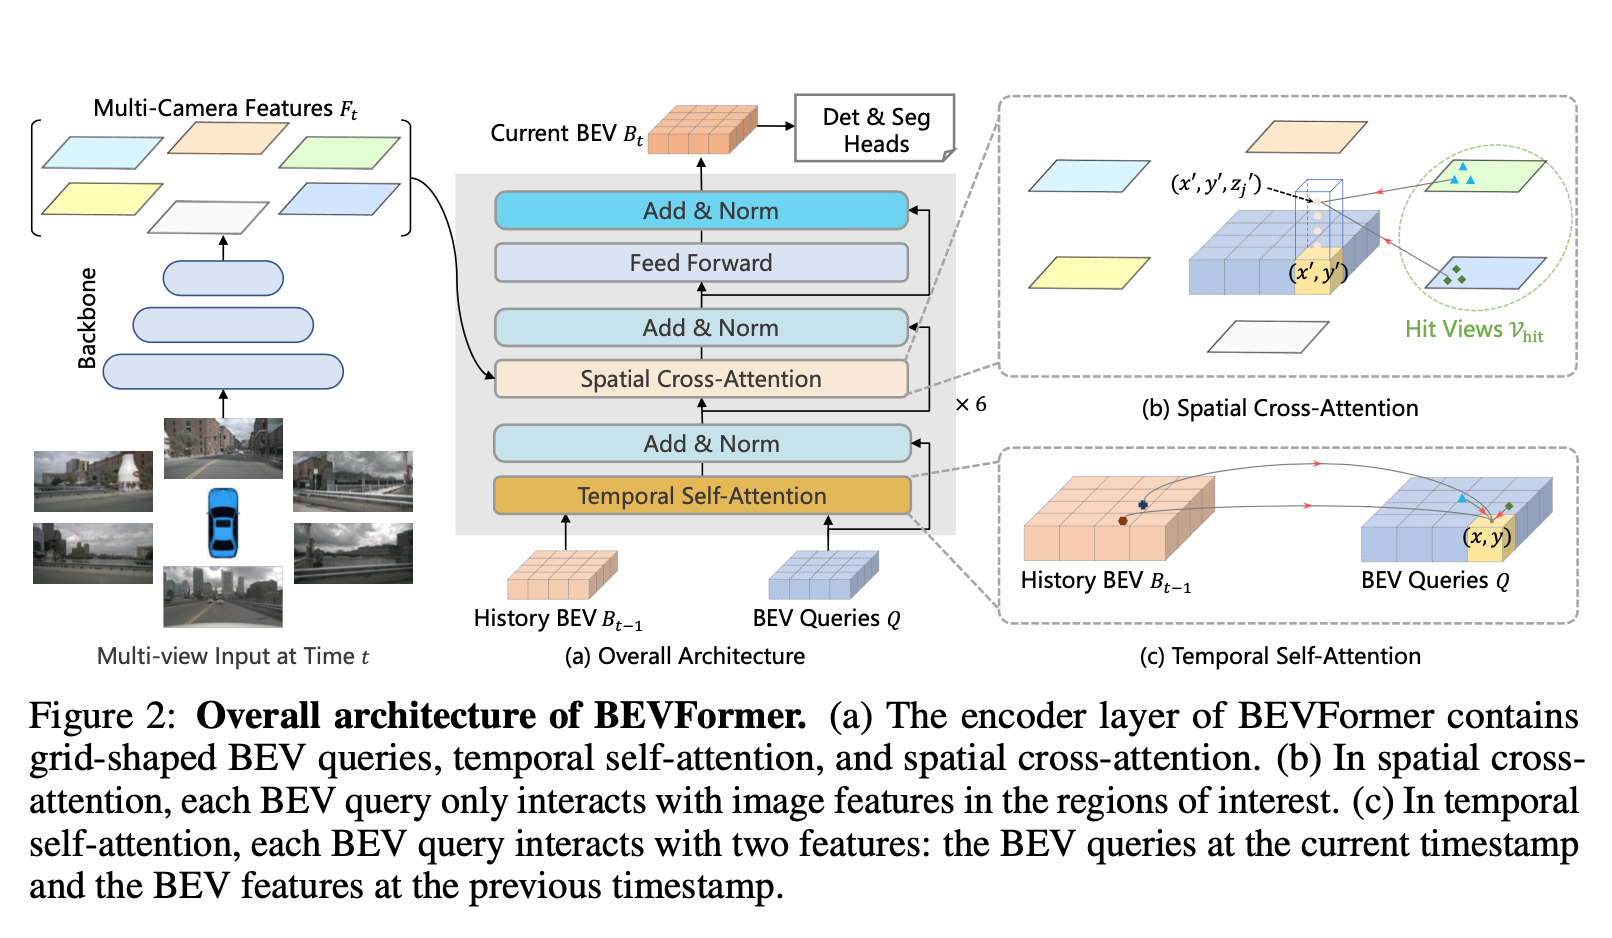 Multi-Camera Features F_t
Backbone
Multi-view Input at Time t
Current BEV B_t
Det & Seg
Heads
Add & Norm
Feed Forward
Add & Norm
Spatial Cross-Attention
Add & Norm
Temporal Self-Attention
× 6
History BEV B_{t−1}
BEV Queries Q
(a) Overall Architecture
(x′, y′, z_j′)
(x′, y′)
Hit Views 𝒱_hit
(b) Spatial Cross-Attention
(x, y)
History BEV B_{t−1}
BEV Queries Q
(c) Temporal Self-Attention
Figure 2: Overall architecture of BEVFormer. (a) The encoder layer of BEVFormer contains
grid-shaped BEV queries, temporal self-attention, and spatial cross-attention. (b) In spatial cross-
attention, each BEV query only interacts with image features in the regions of interest. (c) In temporal
self-attention, each BEV query interacts with two features: the BEV queries at the current timestamp
and the BEV features at the previous timestamp.